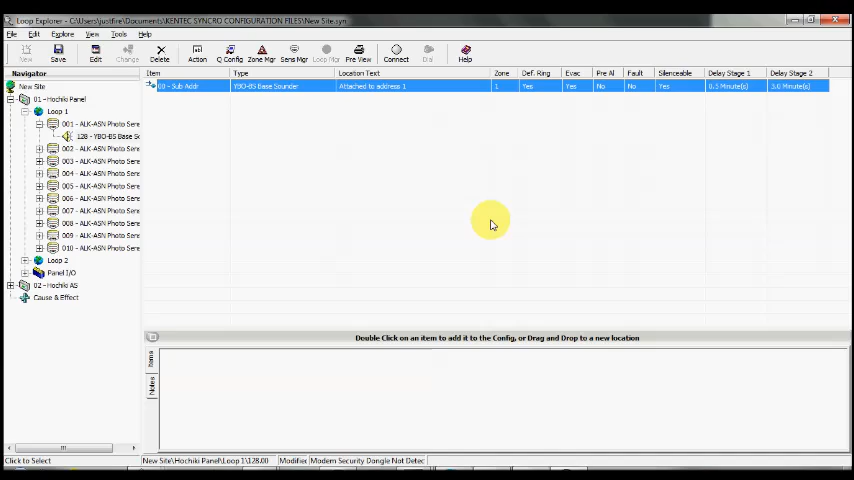 Loop Explorer - C:\Users\justfire\Documents\KENTEC SYNCRO CONFIGURATION FILES\New Site.syn
File Edit Explore View Tools Help
New Save Edit Change Delete Action Q Config Zone Mgr Sens Mgr Loop Mgr Pre View Connect Dial Help
Navigator
Item Type Location Text Zone Def. Ring Evac Pre Al Fault Silenceable Delay Stage 1 Delay Stage 2
00 - Sub Addr YBO-BS Base Sounder Attached to address 1 1 Yes Yes No No Yes 0.5 Minute(s) 3.0 Minute(s)
New Site
01 - Hochiki Panel
Loop 1
001 - ALK-ASN Photo Sens
128 - YBO-BS Base So
002 - ALK-ASN Photo Sens
003 - ALK-ASN Photo Sens
004 - ALK-ASN Photo Sens
005 - ALK-ASN Photo Sens
006 - ALK-ASN Photo Sens
007 - ALK-ASN Photo Sens
008 - ALK-ASN Photo Sens
009 - ALK-ASN Photo Sens
010 - ALK-ASN Photo Sens
Loop 2
Panel I/O
02 - Hochiki AS
Cause & Effect
Double Click on an item to add it to the Config, or Drag and Drop to a new location
Items
Notes
Click to Select New Site\Hochiki Panel\Loop 1\128.00 Modified Modem Security Dongle Not Detec